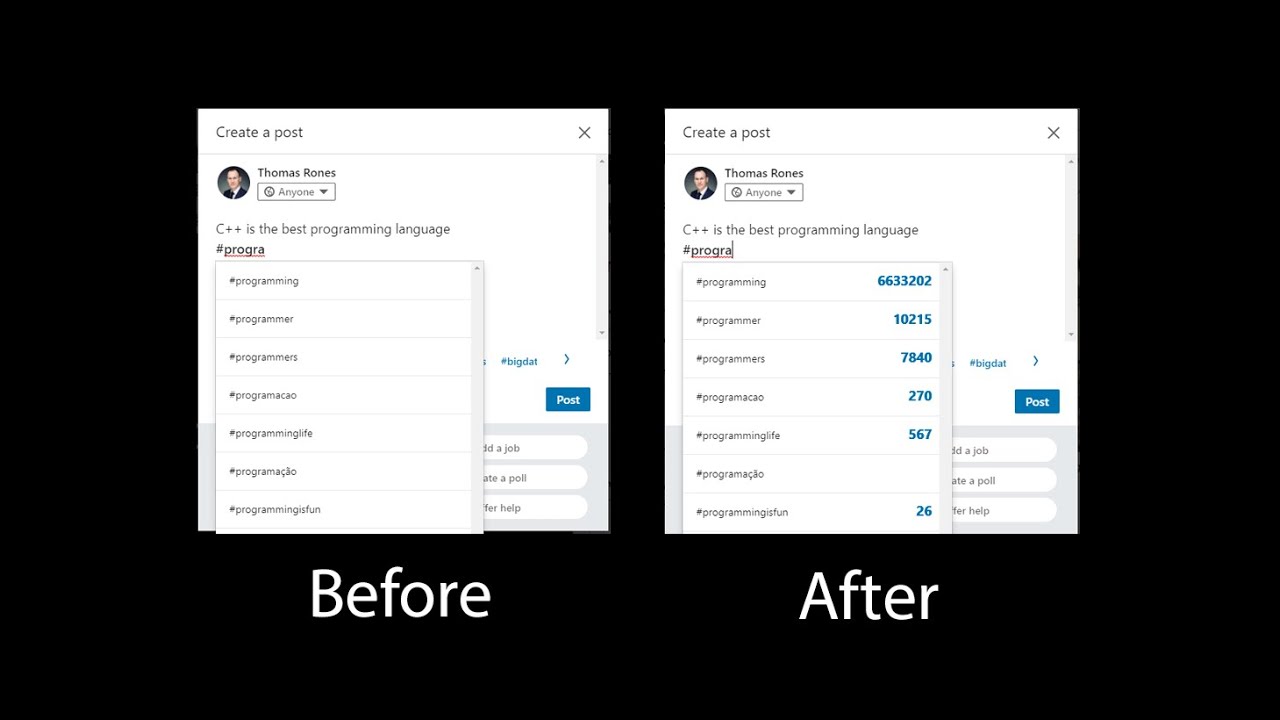 Create a post
Thomas Rones
Anyone
C++ is the best programming language
#progra
#programming
#programmer
#programmers
#programacao
#programminglife
#programação
#programmingisfun
s #bigdat
Post
dd a job
ate a poll
ffer help
Before
Create a post
Thomas Rones
Anyone
C++ is the best programming language
#progra
#programming 6633202
#programmer 10215
#programmers 7840
#programacao 270
#programminglife 567
#programação
#programmingisfun 26
s #bigdat
Post
dd a job
ate a poll
ffer help
After